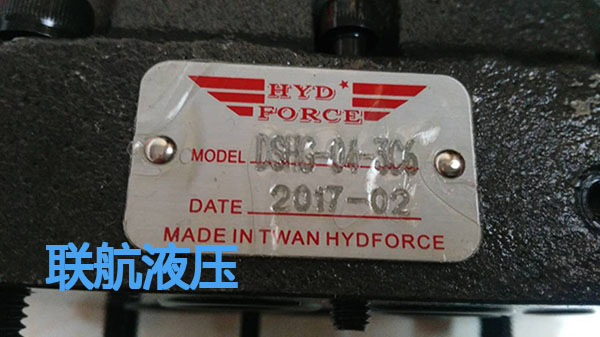 HYD
FORCE
MODEL DSHG-04-3C6
DATE 2017-02
MADE IN TWAN HYDFORCE
联航液压